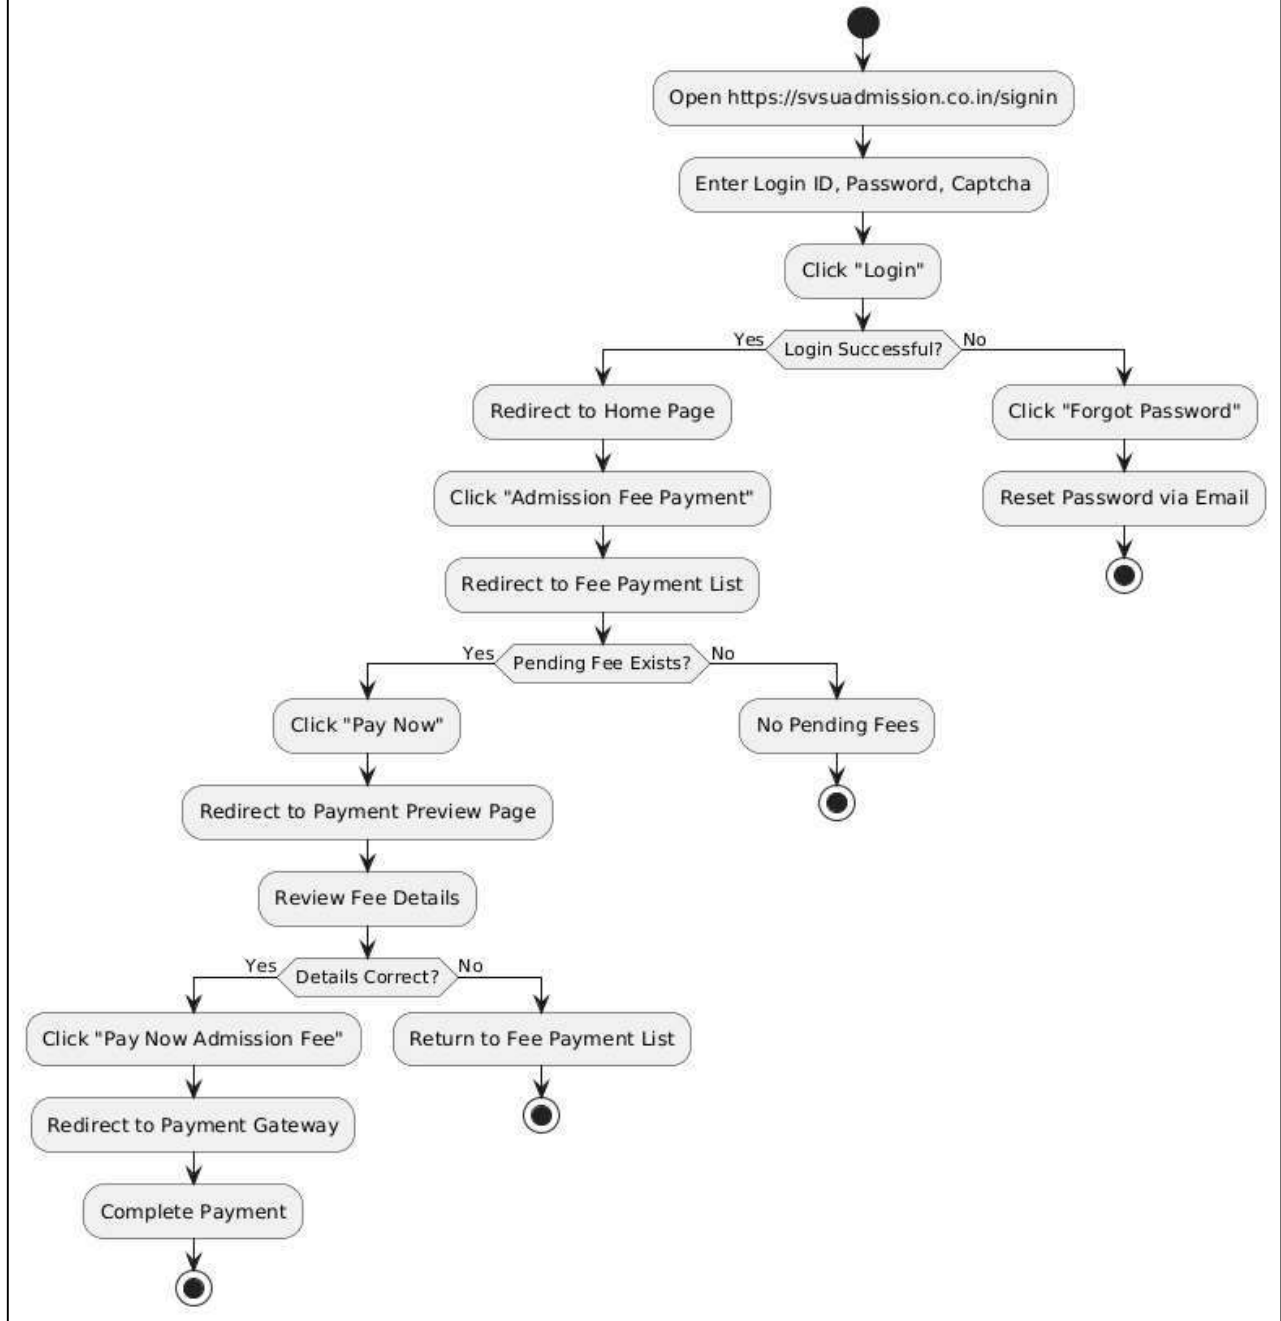 Open https://svsuadmission.co.in/signin
Enter Login ID, Password, Captcha
Click "Login"
Yes
Login Successful?
No
Redirect to Home Page
Click "Forgot Password"
Click "Admission Fee Payment"
Reset Password via Email
Redirect to Fee Payment List
Yes
Pending Fee Exists?
No
Click "Pay Now"
No Pending Fees
Redirect to Payment Preview Page
Review Fee Details
Yes
Details Correct?
No
Click "Pay Now Admission Fee"
Return to Fee Payment List
Redirect to Payment Gateway
Complete Payment